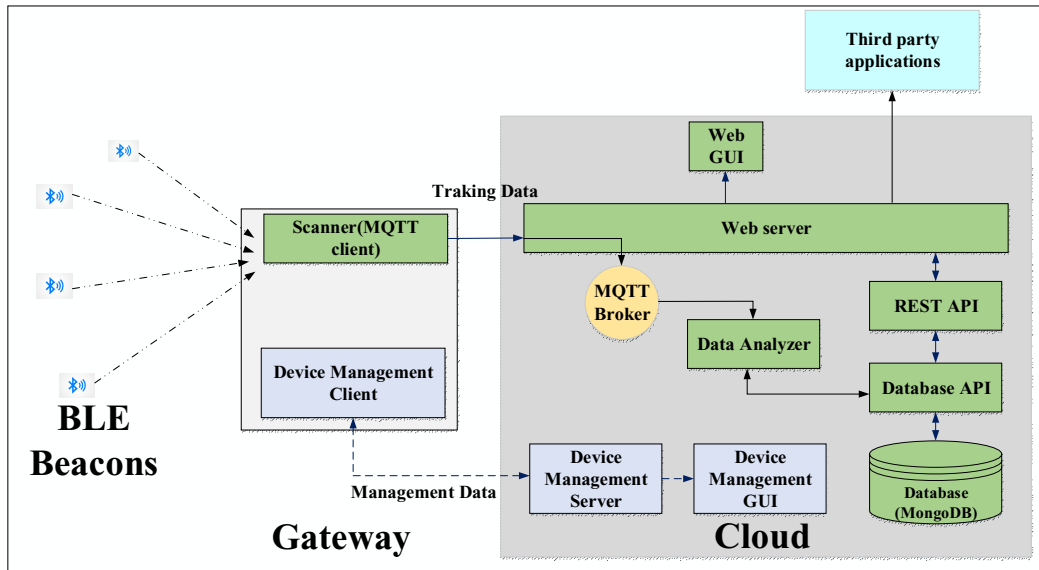 Third party
applications
Web
GUI
Traking Data
Scanner(MQTT
client)
Web server
MQTT
Broker
REST API
Data Analyzer
Device Management
Client
Database API
BLE
Beacons
Device
Management
Server
Device
Management
GUI
Management Data
Database
(MongoDB)
Gateway
Cloud